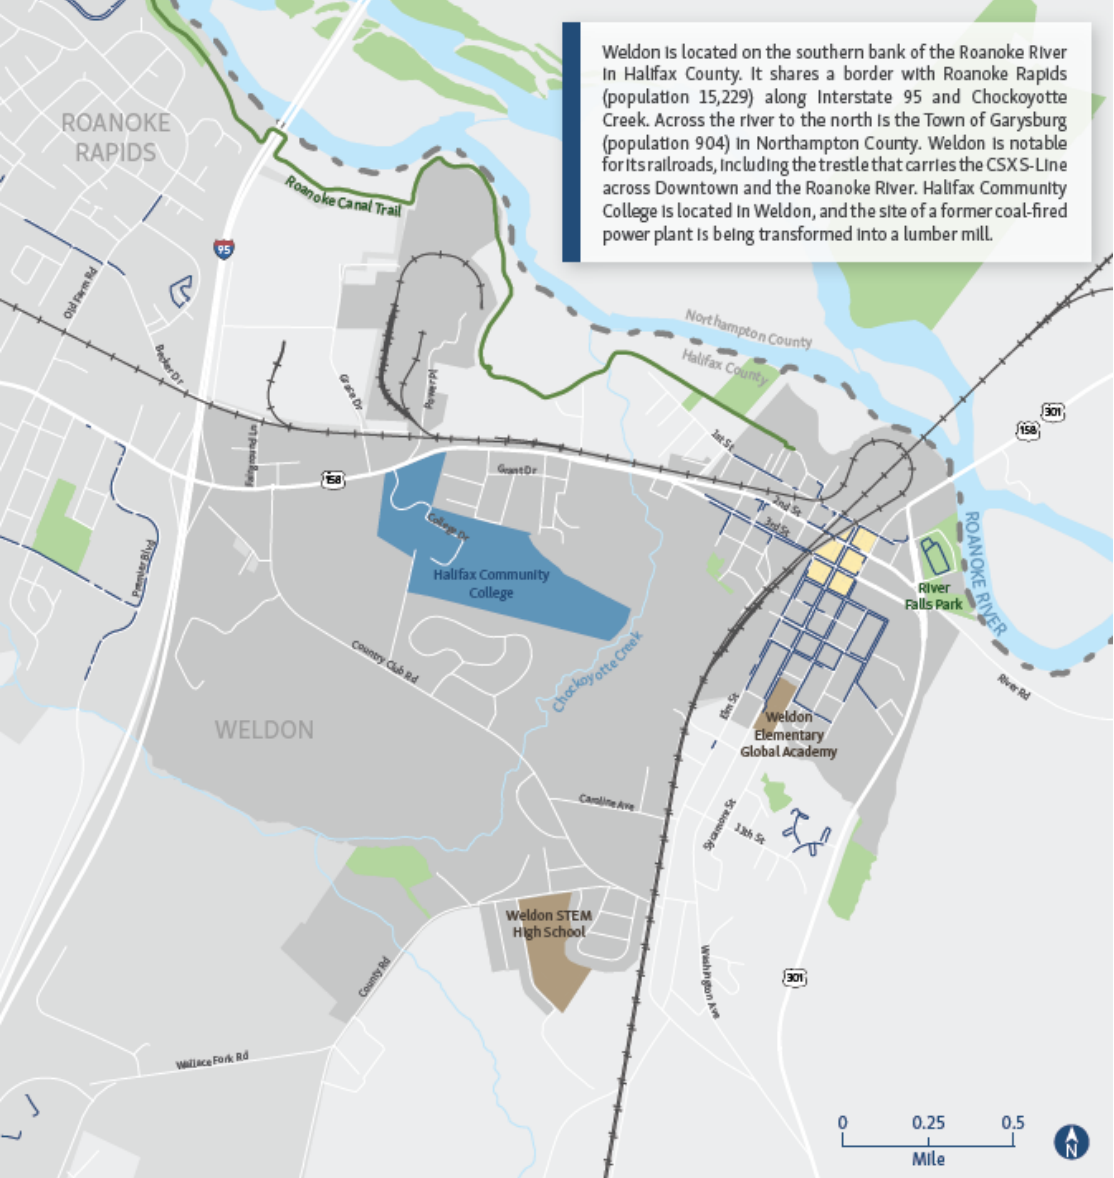 Weldon is located on the southern bank of the Roanoke River
in Halifax County. It shares a border with Roanoke Rapids
(population 15,229) along Interstate 95 and Chockoyotte
Creek. Across the river to the north is the Town of Garysburg
(population 904) in Northampton County. Weldon is notable
for its railroads, including the trestle that carries the CSX S-Line
across Downtown and the Roanoke River. Halifax Community
College is located in Weldon, and the site of a former coal-fired
power plant is being transformed into a lumber mill.
ROANOKE
RAPIDS
Roanoke Canal Trail
95
Old Farm Rd
Becker Dr
Grace Dr
Power Pl
Northampton County
Halifax County
301
158
1st St
Fairground Ln
158
Grant Dr
2nd St
3rd St
College Dr
ROANOKE RIVER
Premier Blvd
Halifax Community
College
River
Falls Park
Country Club Rd
Chockoyotte Creek
River Rd
Elm St
WELDON
Weldon
Elementary
Global Academy
Caroline Ave
Sycamore St
13th St
Weldon STEM
High School
County Rd
Washington Ave
301
Wallace Fork Rd
0 0.25 0.5
Mile
N